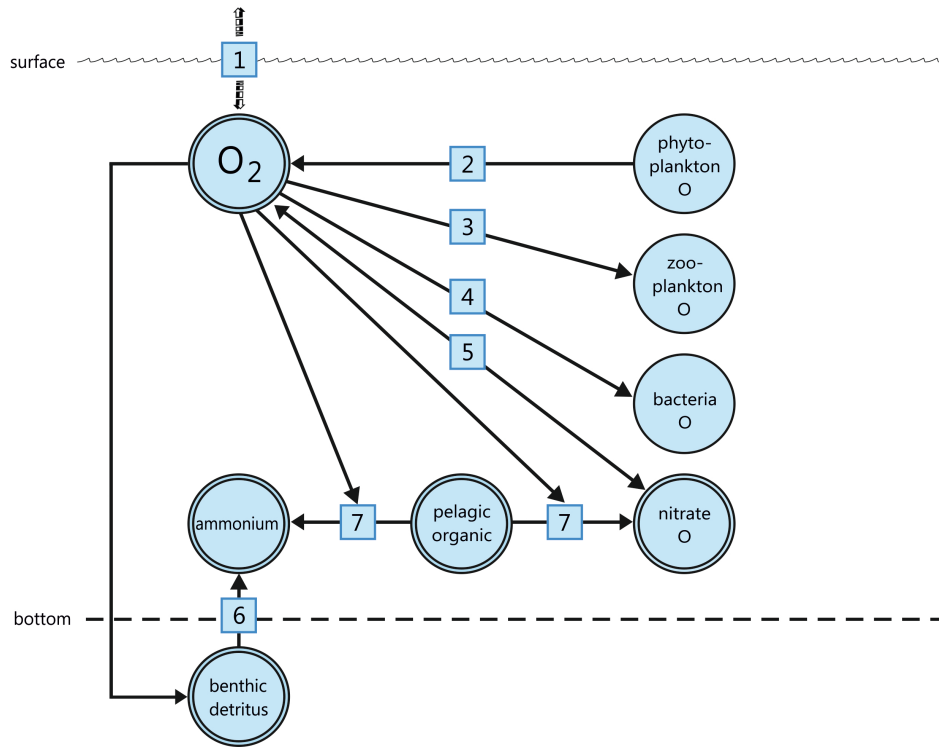 surface
1
O2
2
phyto-
plankton
O
3
zoo-
plankton
O
4
5
bacteria
O
ammonium
7
pelagic
organic
7
nitrate
O
bottom
6
benthic
detritus